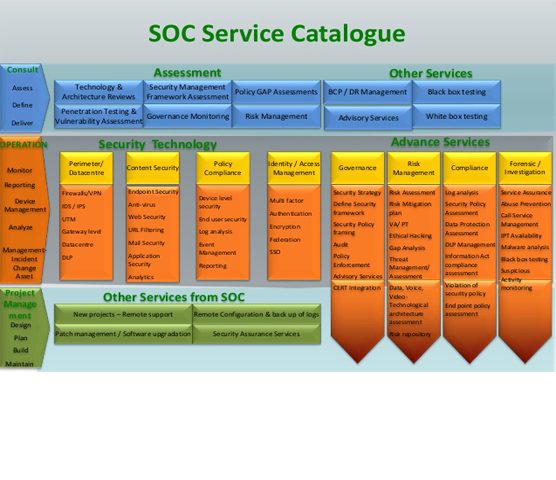 SOC Service Catalogue
Consult
Assess
Define
Deliver
Assessment
Other Services
Technology &
Architecture Reviews
Security Management
Framework Assessment
Policy GAP Assessments
BCP / DR Management
Black box testing
Penetration Testing &
Vulnerability Assessment
Governance Monitoring
Risk Management
Advisory Services
White box testing
OPERATION
Monitor
Reporting
Device
Management
Analyze
Management-
Incident
Change
Asset
Security Technology
Advance Services
Perimeter/
Datacentre
Firewalls/VPN
IDS / IPS
UTM
Gateway level
Datacentre
DLP
Content Security
Endpoint Security
Anti-virus
Web Security
URL Filtering
Mail Security
Application
Security
Analytics
Policy
Compliance
Device level
security
End user security
Log analysis
Event
Management
Reporting
Identity / Access
Management
Multi factor
Authentication
Encryption
Federation
SSO
Governance
Security Strategy
Define Security
framework
Security Policy
framing
Audit
Policy
Enforcement
Advisory Services
CERT Integration
Risk
Management
Risk Assessment
Risk Mitigation
plan
VA/ PT
Ethical Hacking
Gap Analysis
Threat
Management/
Assessment
Data, Voice,
Video-
Technological
architecture
assessment
Risk repository
Compliance
Log analysis
Security Policy
Assessment
Data Protection
Assessment
DLP Management
Information Act
compliance
assessment
Violation of
security policy
End point policy
assessment
Forensic /
Investigation
Service Assurance
Abuse Prevention
Call Service
Management
IPT Availability
Malware analysis
Black box testing
Suspicious
Activity
monitoring
Project
Manage
ment
Design
Plan
Build
Maintain
Other Services from SOC
New projects – Remote support
Remote Configuration & back up of logs
Patch management / Software upgradation
Security Assurance Services